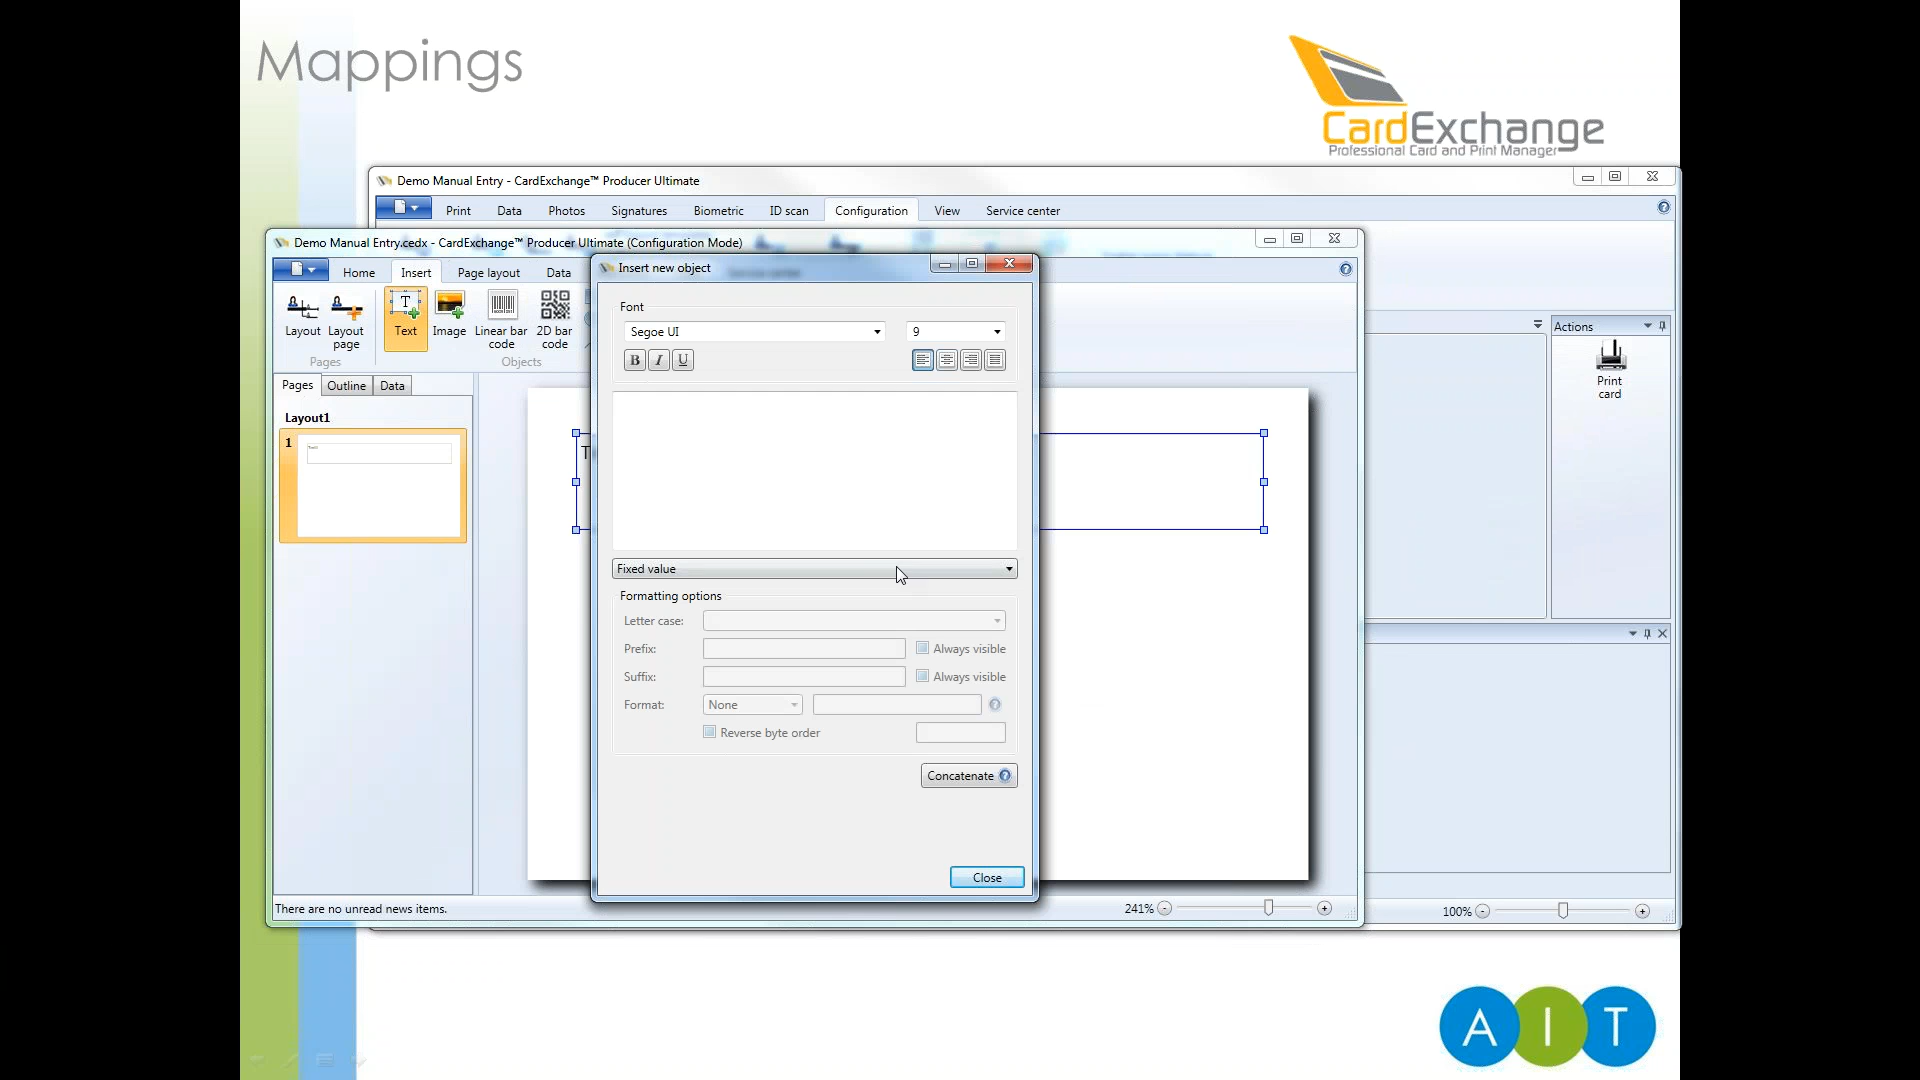 Mappings
CardExchange
Professional Card and Print Manager
Demo Manual Entry - CardExchange™ Producer Ultimate
Print Data Photos Signatures Biometric ID scan Configuration View Service center
Demo Manual Entry.cedx - CardExchange™ Producer Ultimate (Configuration Mode)
Home Insert Page layout Data
Layout
Layout page
Text
Image
Linear bar code
2D bar code
Pages
Objects
Pages Outline Data
Layout1
1
Insert new object
Font
Segoe UI
9
B I U
Fixed value
Formatting options
Letter case:
Prefix:
Always visible
Suffix:
Always visible
Format:
None
Reverse byte order
Concatenate
Close
Actions
Print card
There are no unread news items.
241%
100%
A I T